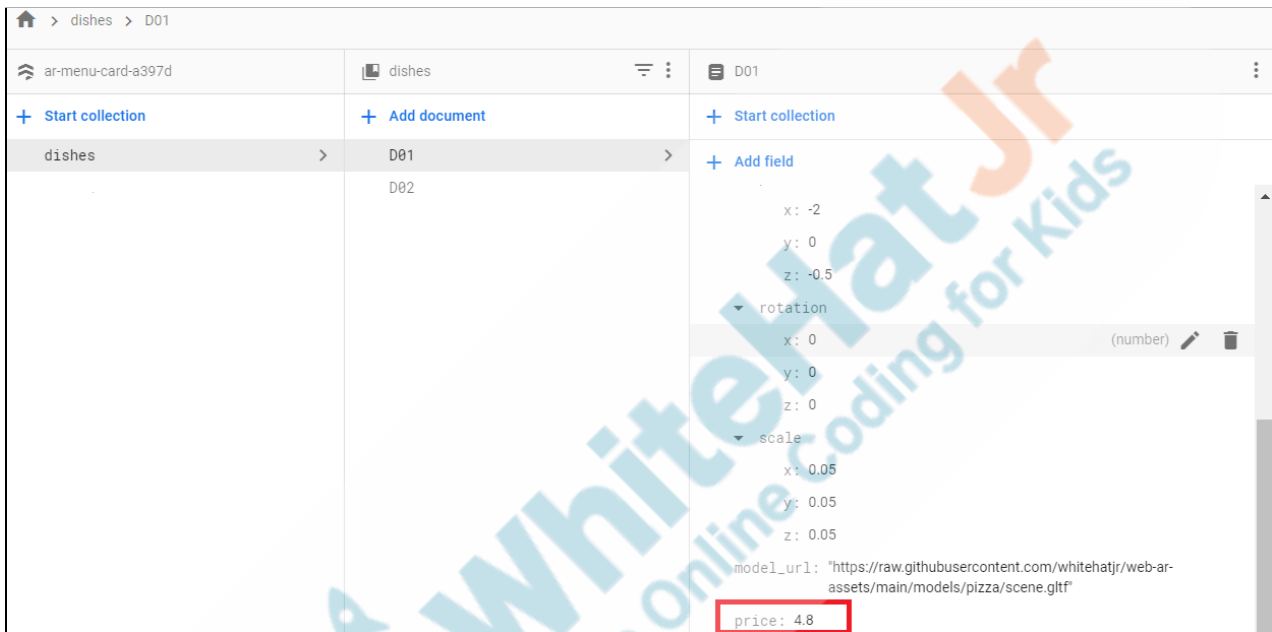 > dishes > D01
ar-menu-card-a397d
dishes
D01
+ Start collection
+ Add document
+ Start collection
dishes >
D01 >
+ Add field
D02
x: -2
y: 0
z: -0.5
rotation
x: 0 (number)
y: 0
z: 0
scale
x: 0.05
y: 0.05
z: 0.05
model_url: "https://raw.githubusercontent.com/whitehatjr/web-ar-
assets/main/models/pizza/scene.gltf"
price: 4.8
WhiteHat Jr
Online Coding for Kids